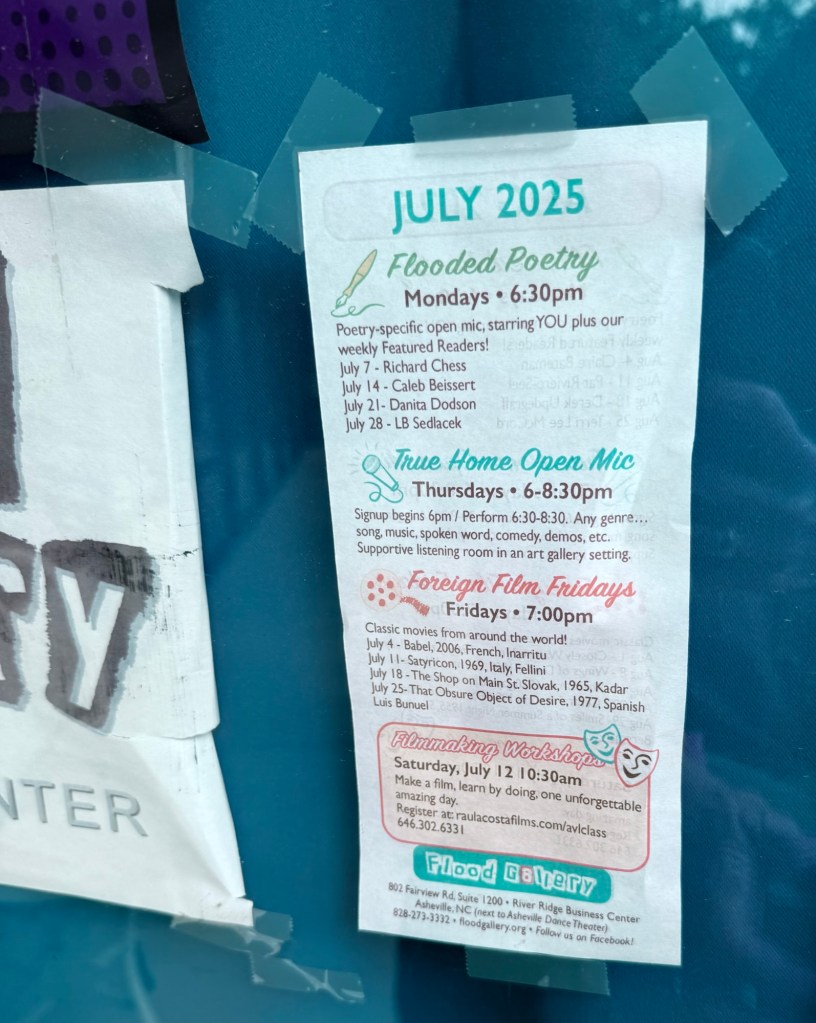 RY
NTER
JULY 2025
Flooded Poetry
Mondays • 6:30pm
Poetry-specific open mic, starring YOU plus our
weekly Featured Readers!
July 7 - Richard Chess
July 14 - Caleb Beissert
July 21- Danita Dodson
July 28 - LB Sedlacek
True Home Open Mic
Thursdays • 6-8:30pm
Signup begins 6pm / Perform 6:30-8:30. Any genre...
song, music, spoken word, comedy, demos, etc.
Supportive listening room in an art gallery setting.
Foreign Film Fridays
Fridays • 7:00pm
Classic movies from around the world!
July 4 - Babel, 2006, French, Inarritu
July 11- Satyricon, 1969, Italy, Fellini
July 18 - The Shop on Main St. Slovak, 1965, Kadar
July 25- That Obsure Object of Desire, 1977, Spanish
Luis Bunuel
Filmmaking Workshops
Saturday, July 12 10:30am
Make a film, learn by doing, one unforgettable
amazing day.
Register at: raulacostafilms.com/avlclass
646.302.6331
Flood Gallery
802 Fairview Rd, Suite 1200 • River Ridge Business Center
Asheville, NC (next to Asheville Dance Theater)
828-273-3332 • floodgallery.org • Follow us on Facebook!